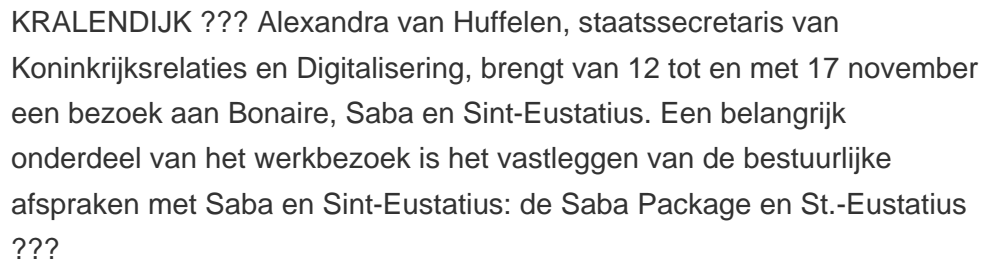 KRALENDIJK ??? Alexandra van Huffelen, staatssecretaris van
Koninkrijksrelaties en Digitalisering, brengt van 12 tot en met 17 november
een bezoek aan Bonaire, Saba en Sint-Eustatius. Een belangrijk
onderdeel van het werkbezoek is het vastleggen van de bestuurlijke
afspraken met Saba en Sint-Eustatius: de Saba Package en St.-Eustatius
???